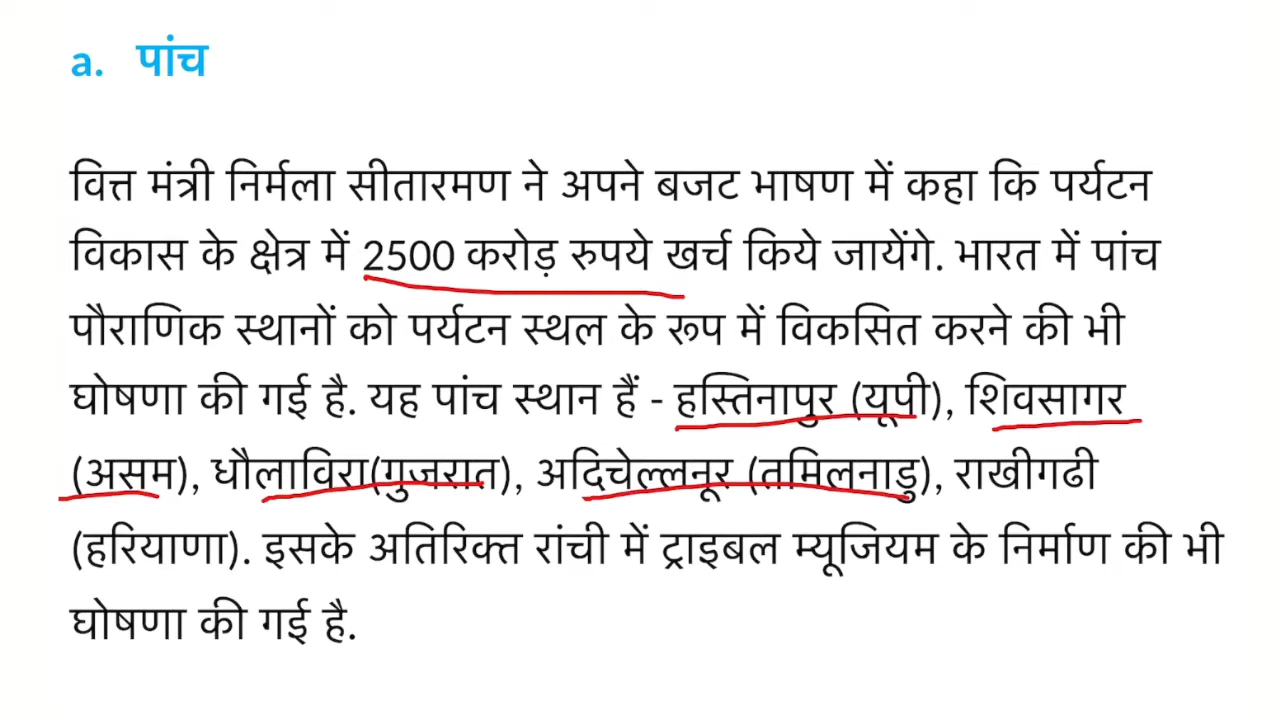 a. पांच
वित्त मंत्री निर्मला सीतारमण ने अपने बजट भाषण में कहा कि पर्यटन
विकास के क्षेत्र में 2500 करोड़ रुपये खर्च किये जायेंगे. भारत में पांच
पौराणिक स्थानों को पर्यटन स्थल के रूप में विकसित करने की भी
घोषणा की गई है. यह पांच स्थान हैं - हस्तिनापुर (यूपी), शिवसागर
(असम), धौलाविरा(गुजरात), अदिचेल्लनूर (तमिलनाडु), राखीगढी
(हरियाणा). इसके अतिरिक्त रांची में ट्राइबल म्यूजियम के निर्माण की भी
घोषणा की गई है.